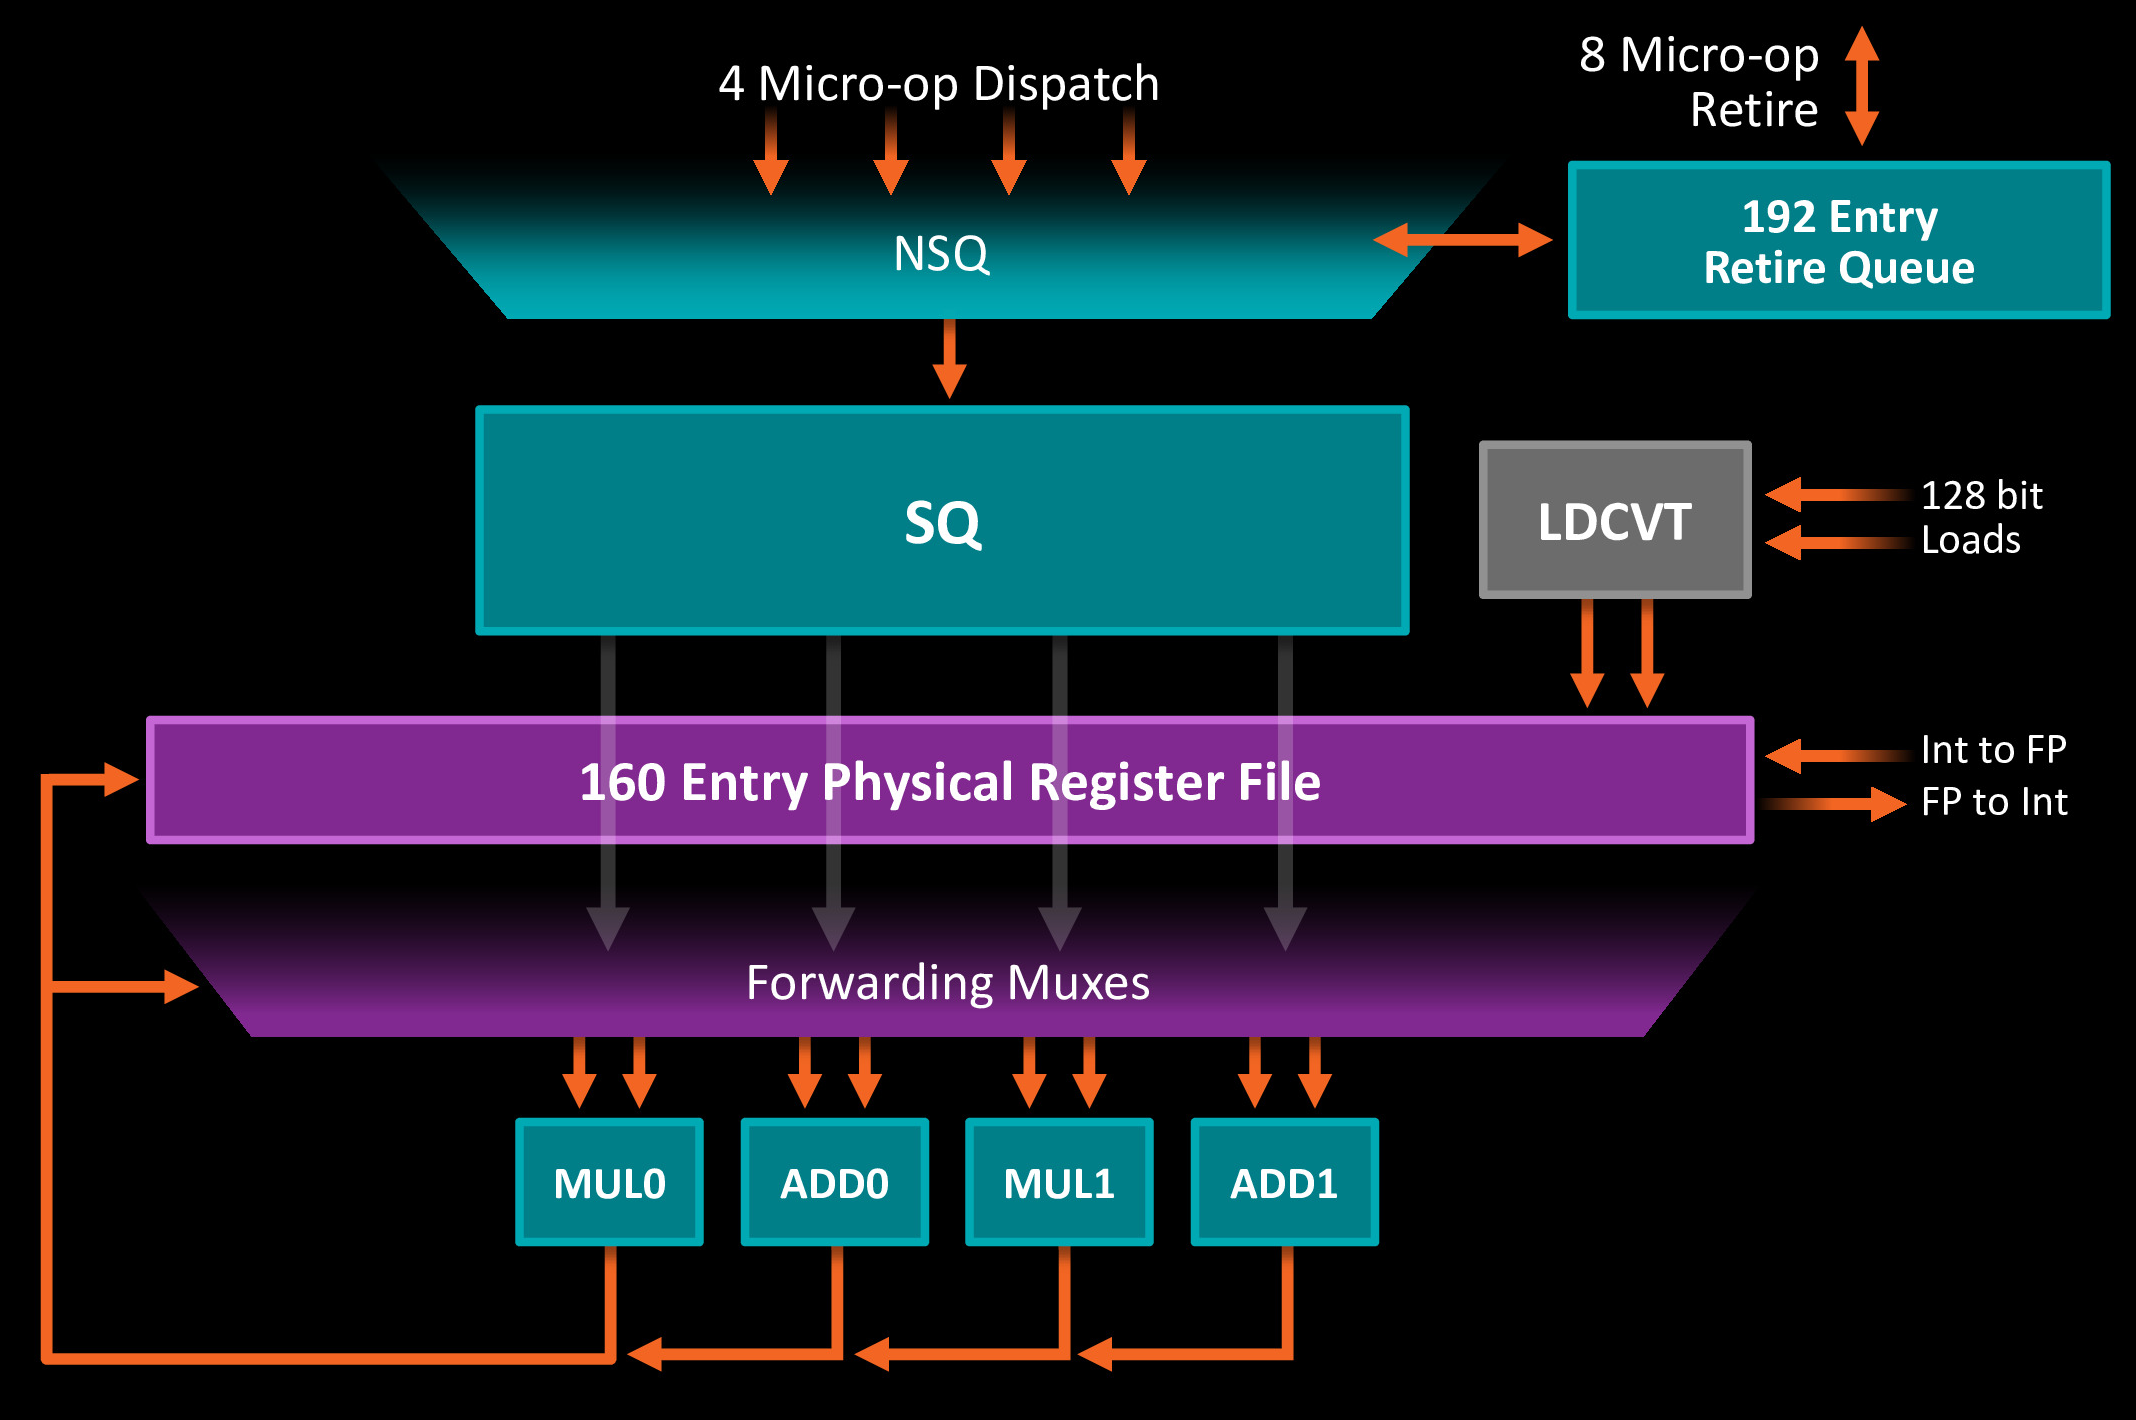 4 Micro-op Dispatch
8 Micro-op
Retire
NSQ
192 Entry
Retire Queue
SQ
LDCVT
128 bit
Loads
160 Entry Physical Register File
Int to FP
FP to Int
Forwarding Muxes
MUL0
ADD0
MUL1
ADD1